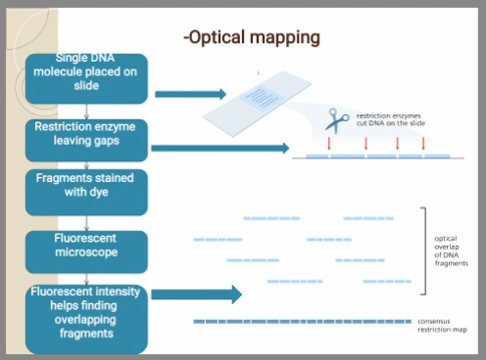 -Optical mapping
Single DNA
molecule placed on
slide
Restriction enzyme
leaving gaps
Fragments stained
with dye
Fluorescent
microscope
Fluorescent intensity
helps finding
overlapping
fragments
restriction enzymes
cut DNA on the slide
optical
overlap
of DNA
fragments
consensus
restriction map